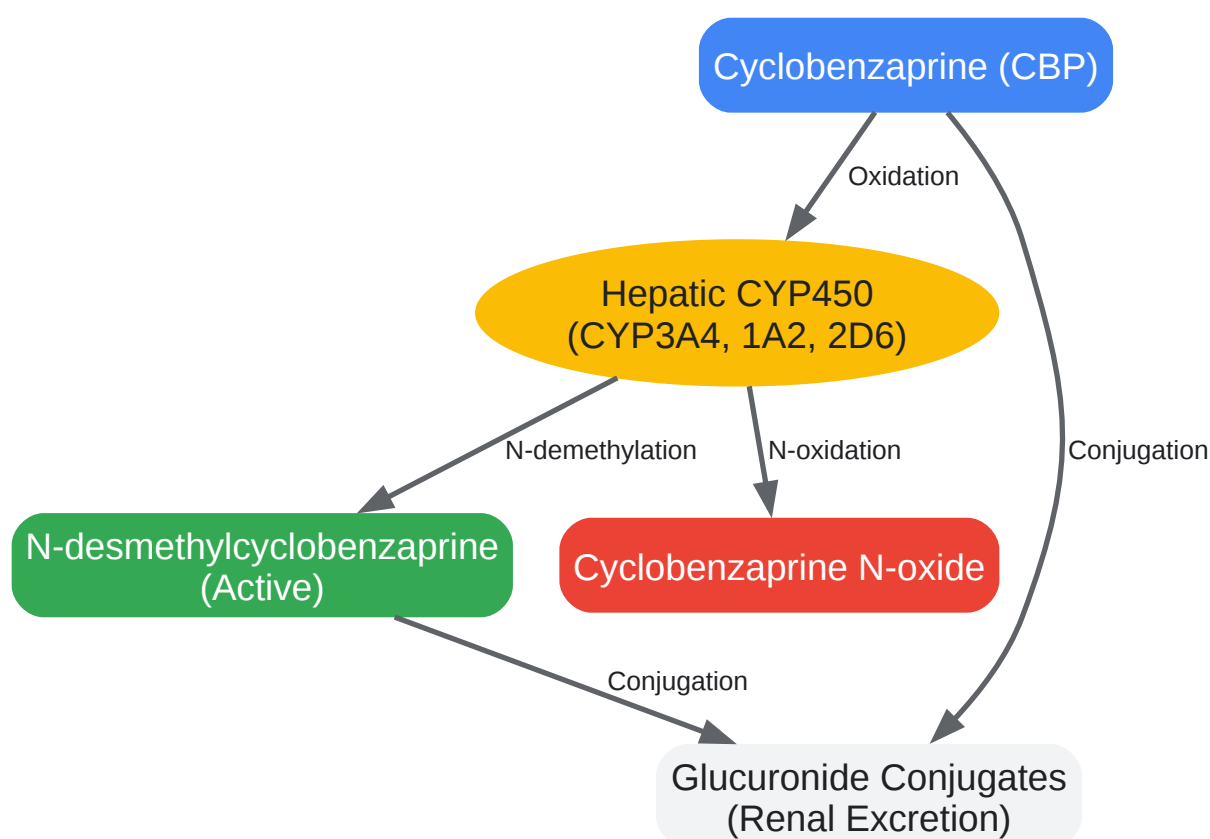 Cyclobenzaprine (CBP)
Oxidation
Hepatic CYP450
(CYP3A4, 1A2, 2D6)
N-demethylation
N-oxidation
Conjugation
N-desmethylcyclobenzaprine
(Active)
Cyclobenzaprine N-oxide
Conjugation
Glucuronide Conjugates
(Renal Excretion)